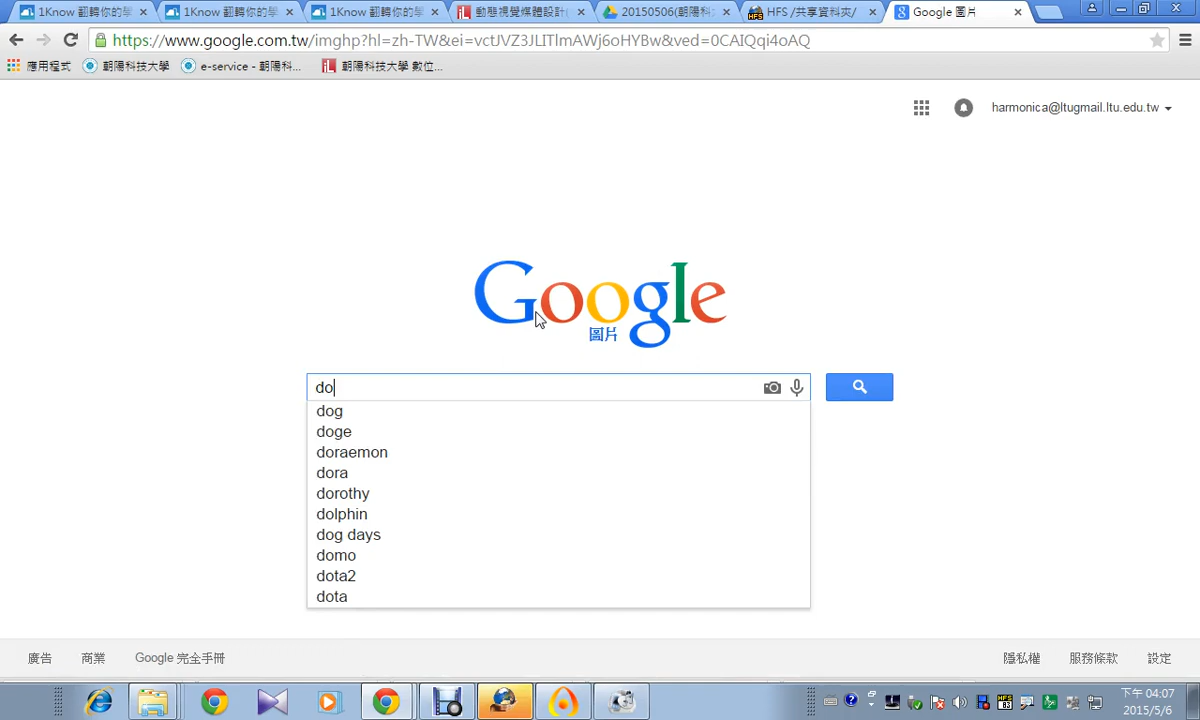 1Know 翻轉你的學
1Know 翻轉你的學
1Know 翻轉你的學
動態視覺媒體設計(
20150506(朝陽科
HFS /共享資料夾/
Google 圖片
https://www.google.com.tw/imghp?hl=zh-TW&ei=vctJVZ3JLITlmAWj6oHYBw&ved=0CAIQqi4oAQ
應用程式
朝陽科技大學
e-service - 朝陽科...
朝陽科技大學 數位...
harmonica@ltugmail.ltu.edu.tw
Google
圖片
do
dog
doge
doraemon
dora
dorothy
dolphin
dog days
domo
dota2
dota
廣告
商業
Google 完全手冊
隱私權
服務條款
設定
下午 04:07
2015/5/6